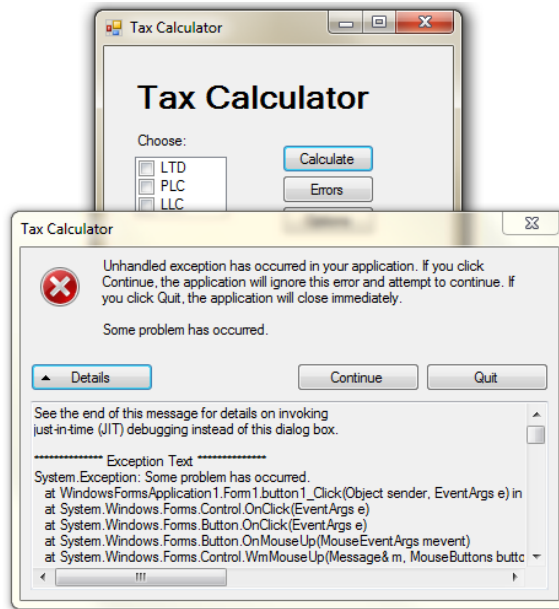 Tax Calculator
Tax Calculator
Choose:
LTD
PLC
LLC
Calculate
Errors
Tax Calculator
Unhandled exception has occurred in your application. If you click
Continue, the application will ignore this error and attempt to continue. If
you click Quit, the application will close immediately.
Some problem has occurred.
Details
Continue
Quit
See the end of this message for details on invoking
just-in-time (JIT) debugging instead of this dialog box.
************** Exception Text **************
System.Exception: Some problem has occurred.
at WindowsFormsApplication1.Form1.button1_Click(Object sender, EventArgs e) in
at System.Windows.Forms.Control.OnClick(EventArgs e)
at System.Windows.Forms.Button.OnClick(EventArgs e)
at System.Windows.Forms.Button.OnMouseUp(MouseEventArgs mevent)
at System.Windows.Forms.Control.WmMouseUp(Message& m, MouseButtons butto